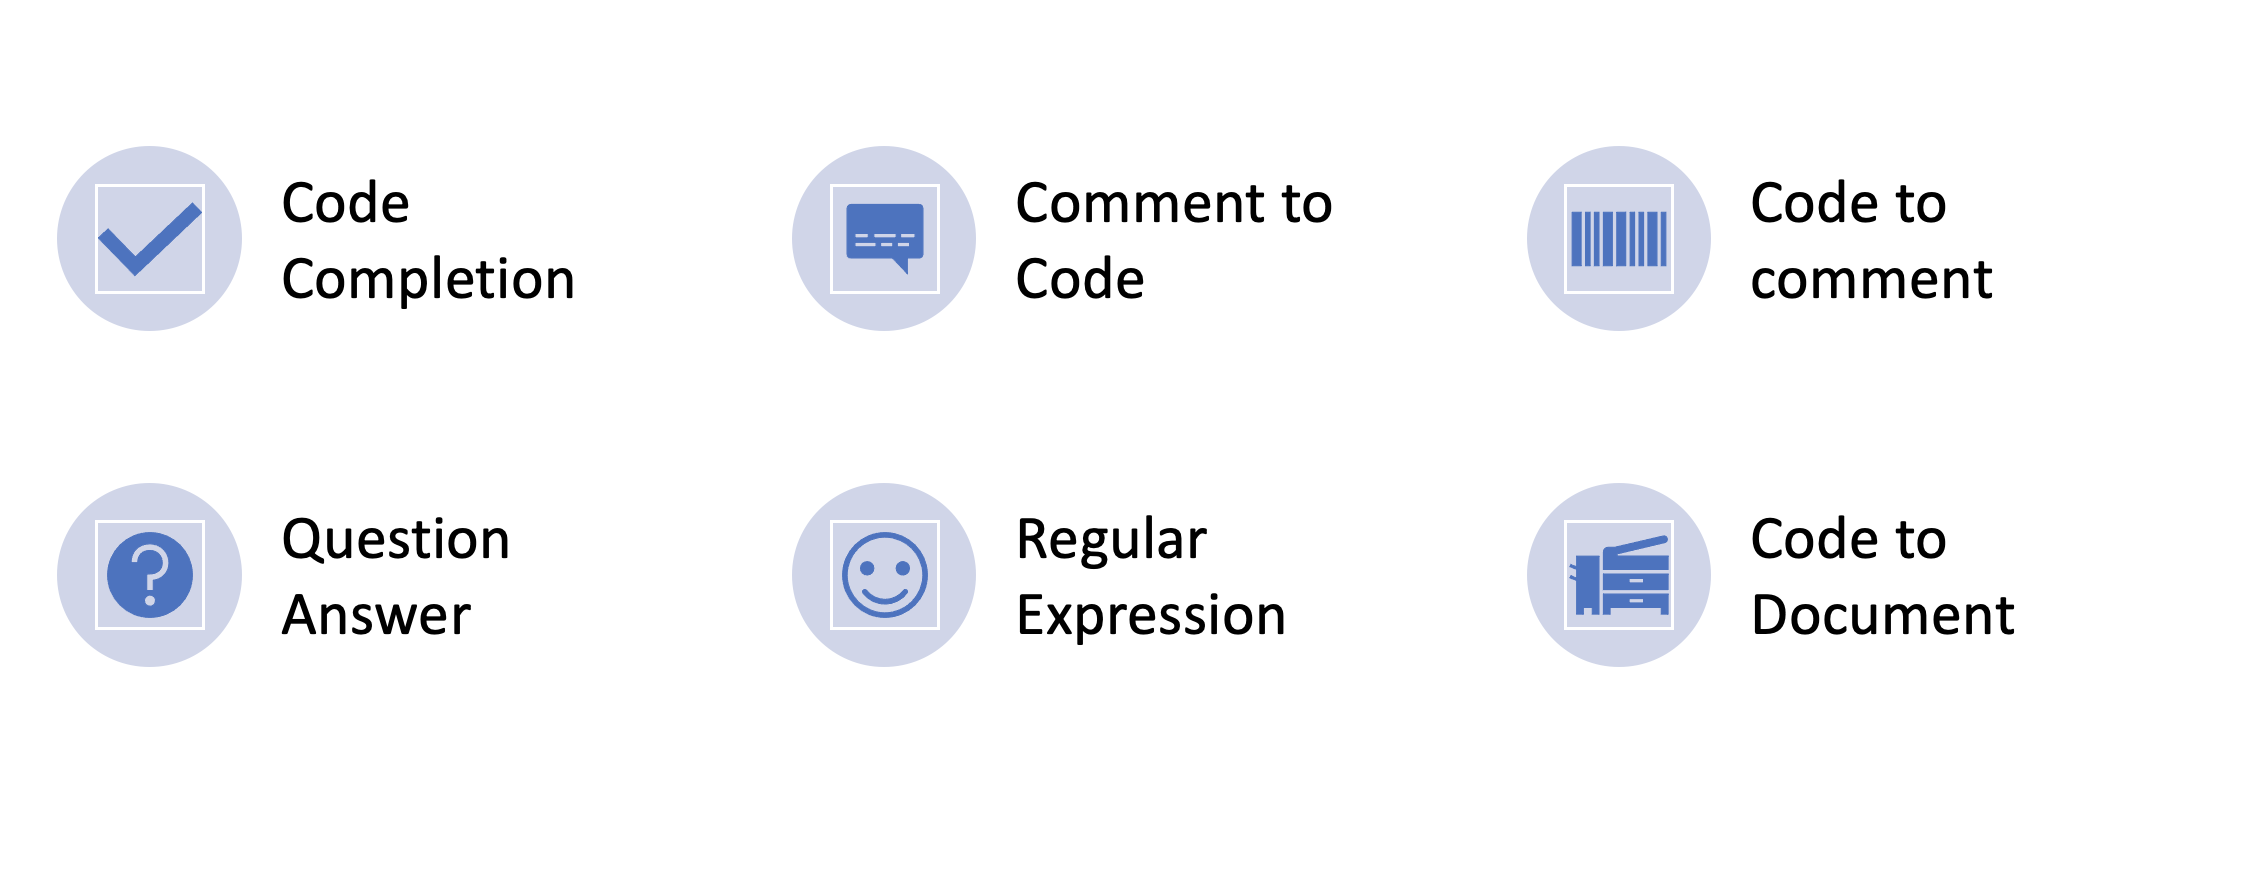 Code
Completion
Comment to
Code
Code to
comment
Question
Answer
Regular
Expression
Code to
Document